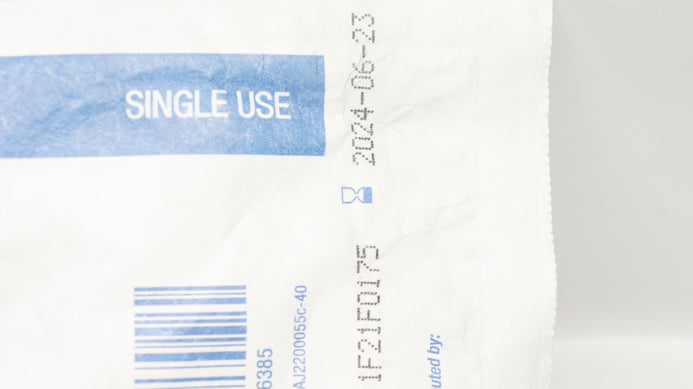 SINGLE USE
2024-06-23
1F21F0175
6385
AJ2200055c-40
uted by: